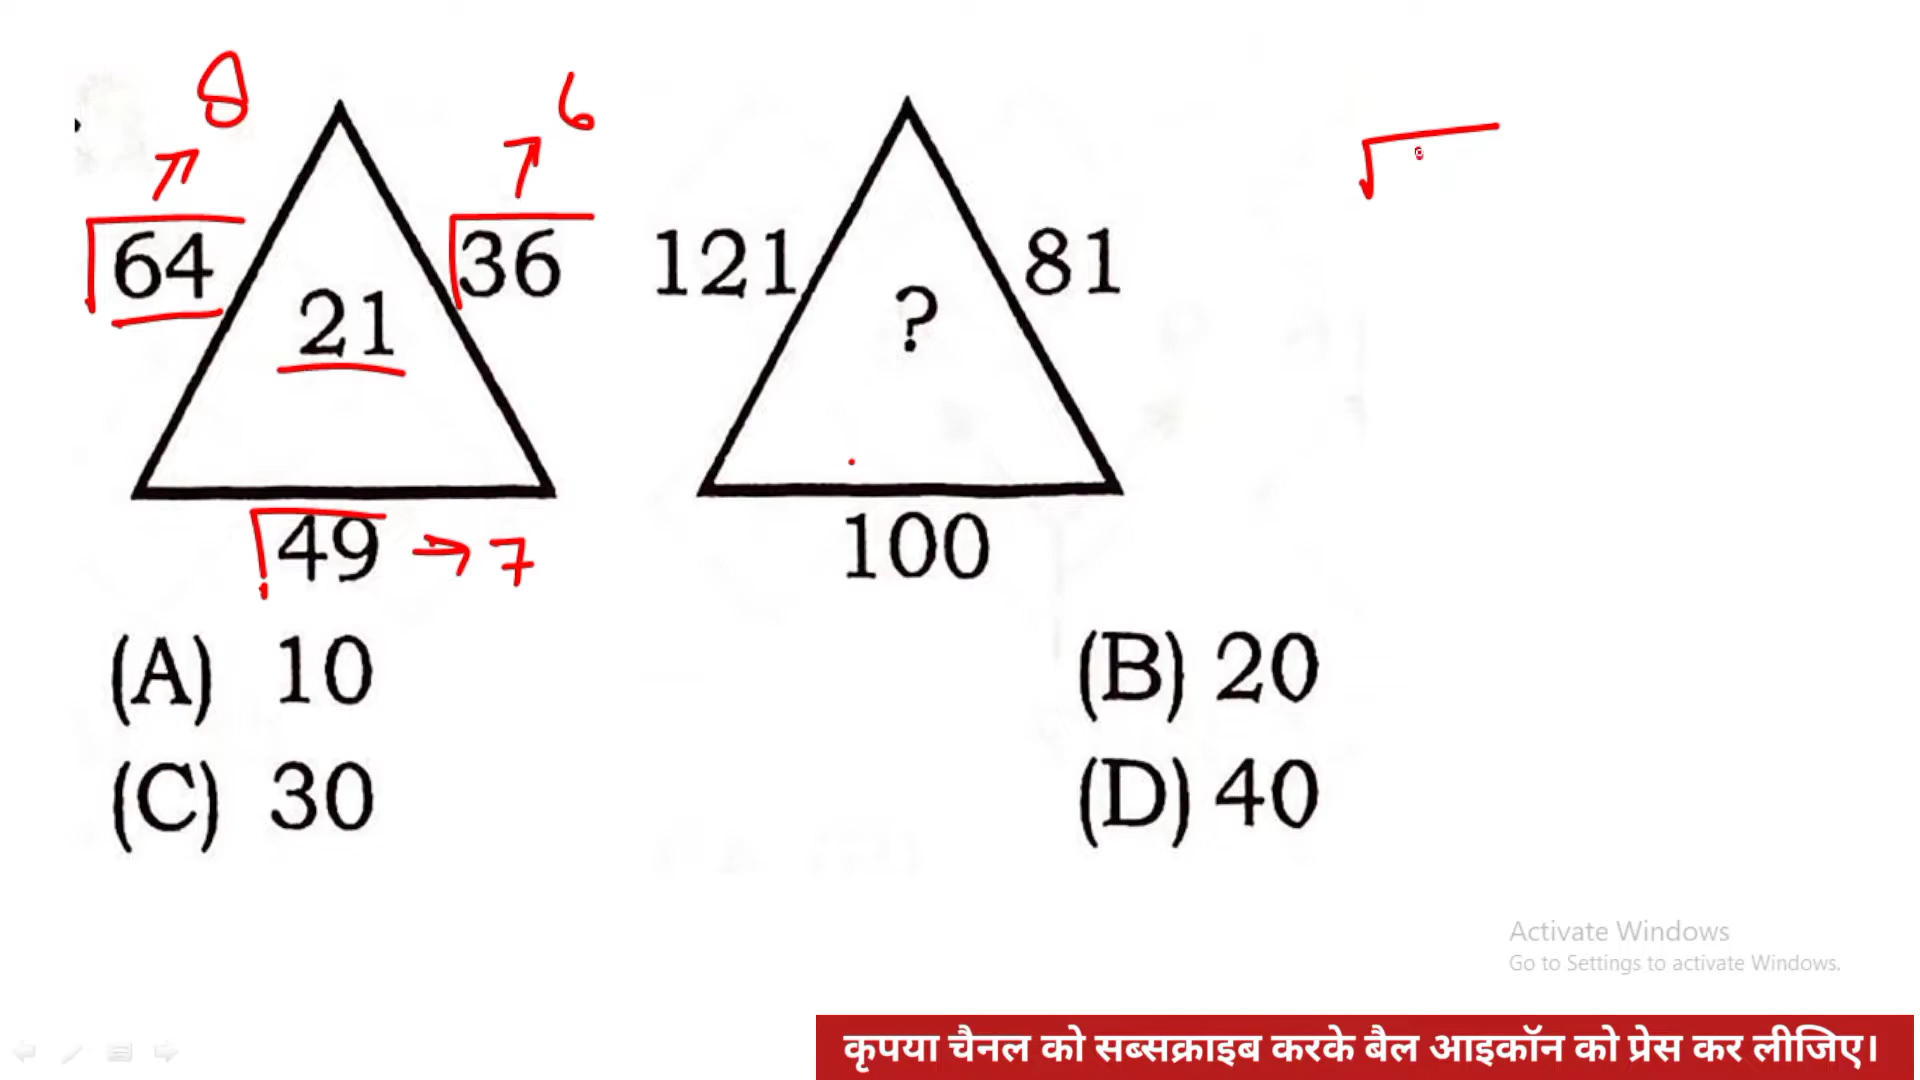 8 6
64 36 121 81
21 ?
49 → 7 100
(A) 10 (B) 20
(C) 30 (D) 40
Activate Windows
Go to Settings to activate Windows.
कृपया चैनल को सब्सक्राइब करके बैल आइकॉन को प्रेस कर लीजिए।